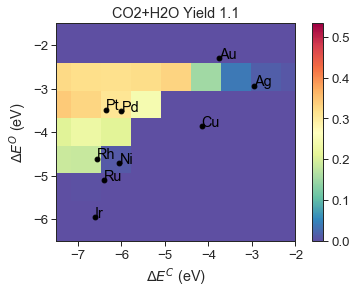 CO2+H2O Yield 1.1
ΔE^O (eV)
−2
−3
−4
−5
−6
Au
Ag
Pt
Pd
Cu
Rh
Ni
Ru
Ir
−7
−6
−5
−4
−3
−2
ΔE^C (eV)
0.5
0.4
0.3
0.2
0.1
0.0